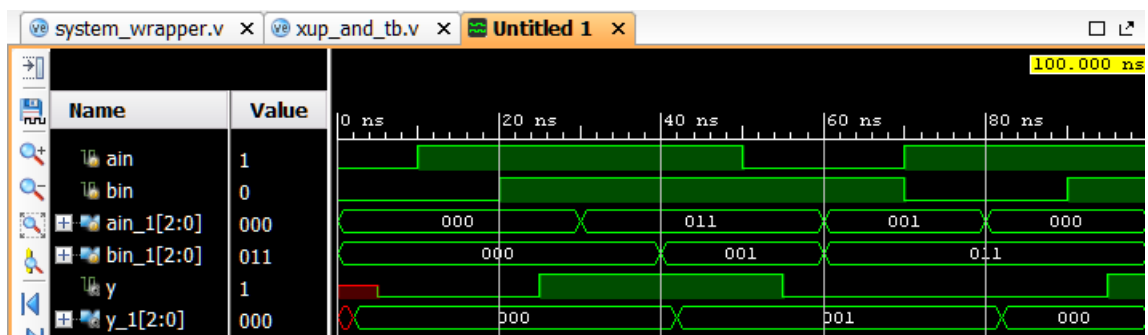 system_wrapper.v xup_and_tb.v Untitled 1
100.000 ns
Name Value 0 ns 20 ns 40 ns 60 ns 80 ns
ain 1
bin 0
ain_1[2:0] 000 000 011 001 000
bin_1[2:0] 011 000 001 011
y 1
y_1[2:0] 000 000 001 000